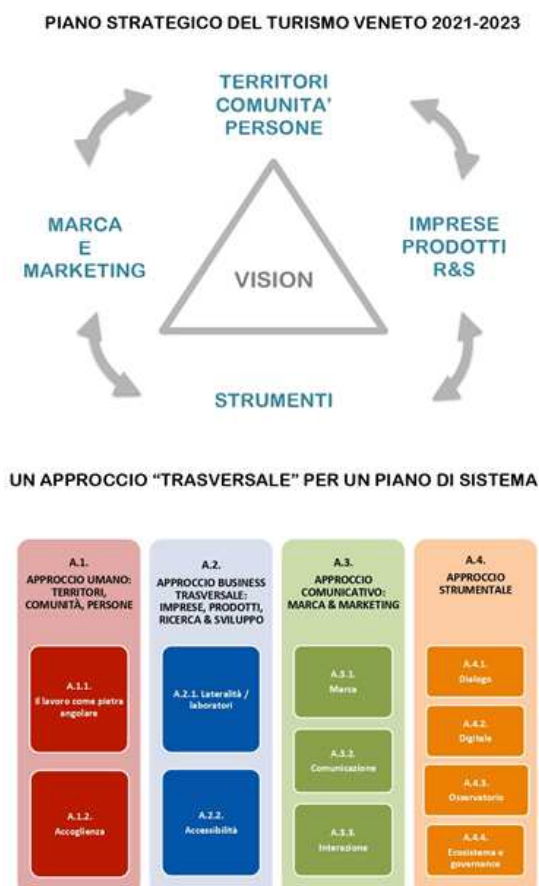 PIANO STRATEGICO DEL TURISMO VENETO 2021-2023
TERRITORI
COMUNITA'
PERSONE
MARCA
E
MARKETING
IMPRESE
PRODOTTI
R&S
VISION
STRUMENTI
UN APPROCCIO “TRASVERSALE” PER UN PIANO DI SISTEMA
A.1.
APPROCCIO UMANO:
TERRITORI,
COMUNITÀ, PERSONE
A.1.1.
Il lavoro come pietra
angolare
A.1.2.
Accoglienza
A.2.
APPROCCIO BUSINESS
TRASVERSALE:
IMPRESE, PRODOTTI,
RICERCA & SVILUPPO
A.2.1. Lateralità /
laboratori
A.2.2.
Accessibilità
A.3.
APPROCCIO
COMUNICATIVO:
MARCA & MARKETING
A.3.1.
Marca
A.3.2.
Comunicazione
A.3.3.
Interazione
A.4.
APPROCCIO
STRUMENTALE
A.4.1.
Dialogo
A.4.2.
Digitale
A.4.3.
Osservatorio
A.4.4.
Ecosistema e
governance